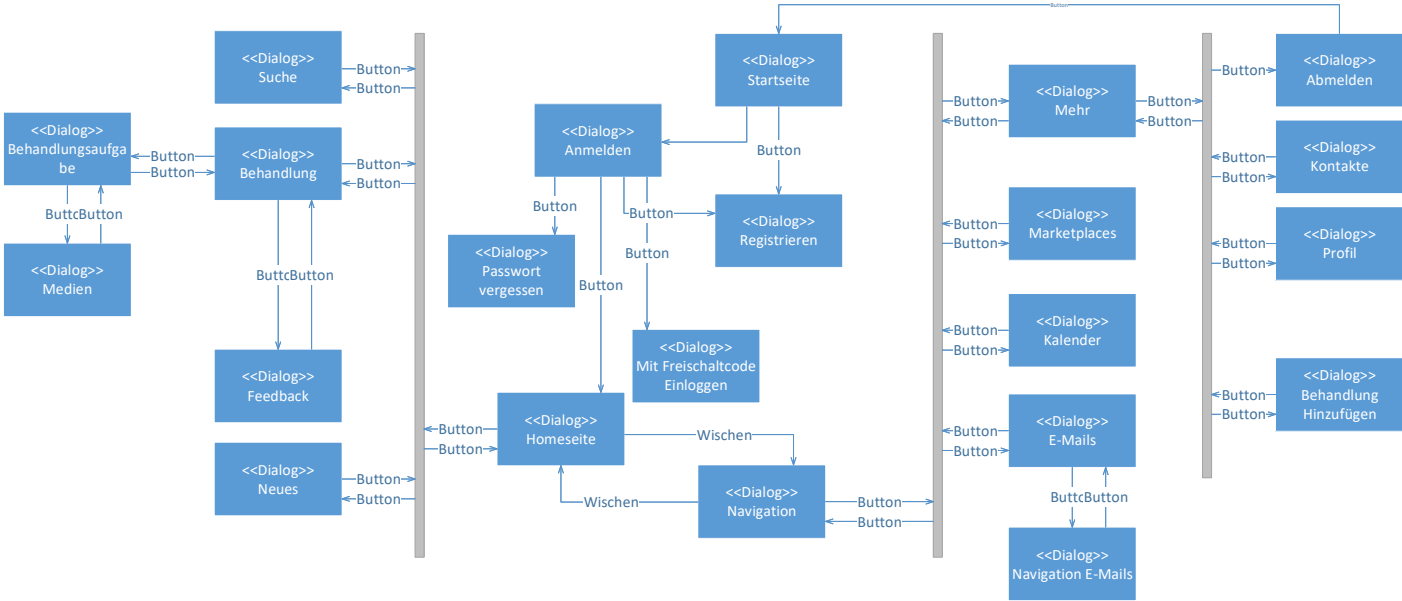 Button
<<Dialog>>
Suche
Button
Button
<<Dialog>>
Startseite
<<Dialog>>
Abmelden
Button
<<Dialog>>
Mehr
Button
Button
Button
Button
<<Dialog>>
Behandlungsaufga
be
Button
Button
<<Dialog>>
Behandlung
Button
Button
<<Dialog>>
Anmelden
Button
<<Dialog>>
Kontakte
Button
Button
ButtcButton
<<Dialog>>
Medien
Button
Button
<<Dialog>>
Registrieren
<<Dialog>>
Marketplaces
Button
Button
<<Dialog>>
Profil
Button
Button
<<Dialog>>
Passwort
vergessen
Button
Button
ButtcButton
<<Dialog>>
Kalender
Button
Button
<<Dialog>>
Mit Freischaltcode
Einloggen
<<Dialog>>
Feedback
<<Dialog>>
Behandlung
Hinzufügen
Button
Button
<<Dialog>>
Homeseite
Button
Button
Wischen
<<Dialog>>
E-Mails
Button
Button
<<Dialog>>
Neues
Button
Button
Wischen
<<Dialog>>
Navigation
Button
Button
ButtcButton
<<Dialog>>
Navigation E-Mails